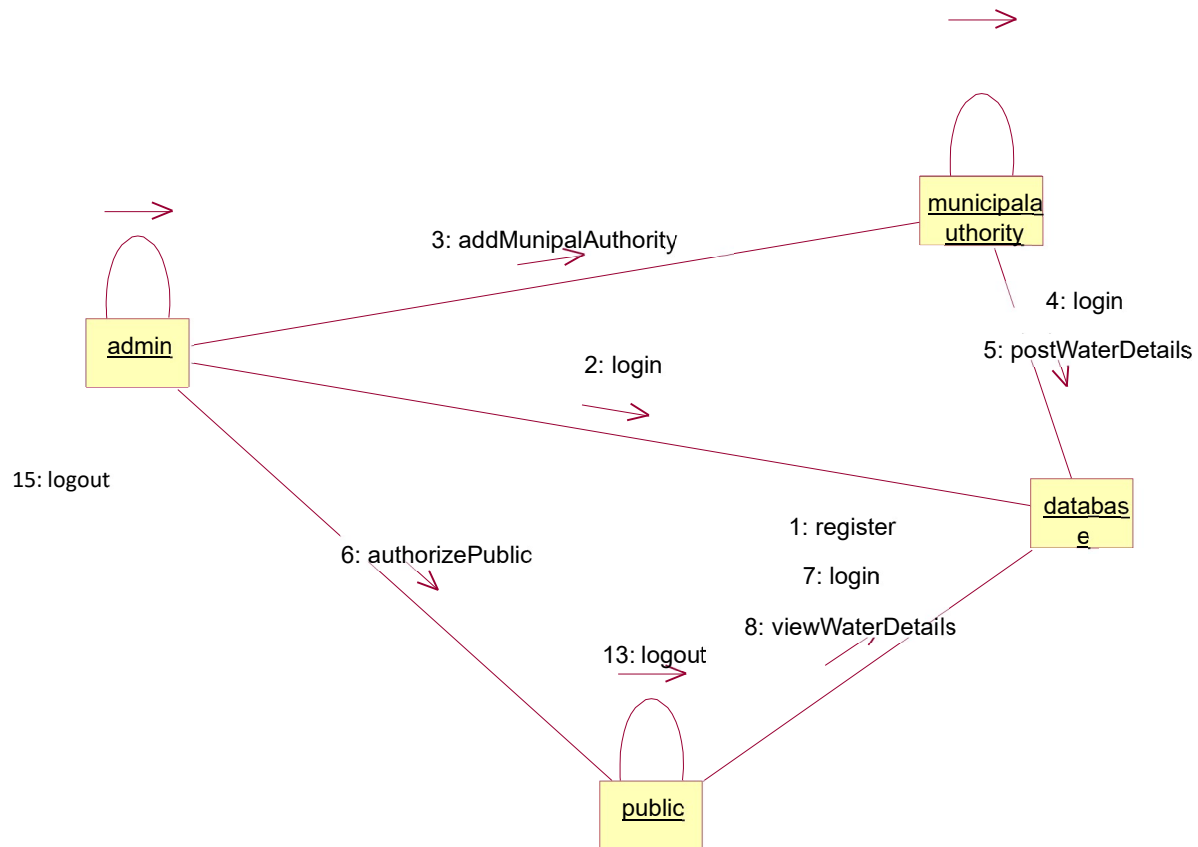 municipala
uthority
3: addMunipalAuthority
4: login
admin
5: postWaterDetails
2: login
15: logout
databas
e
1: register
6: authorizePublic
7: login
8: viewWaterDetails
13: logout
public